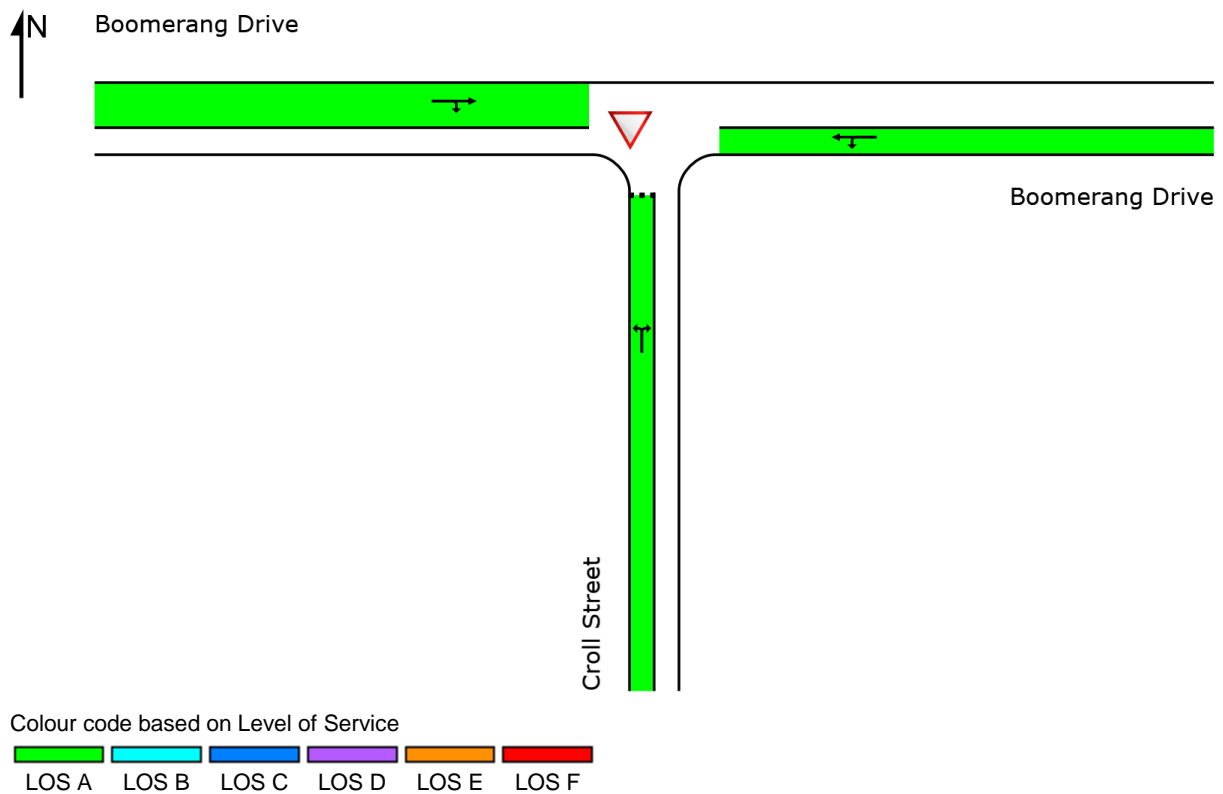 N
Boomerang Drive
Boomerang Drive
Croll Street
Colour code based on Level of Service
LOS A LOS B LOS C LOS D LOS E LOS F